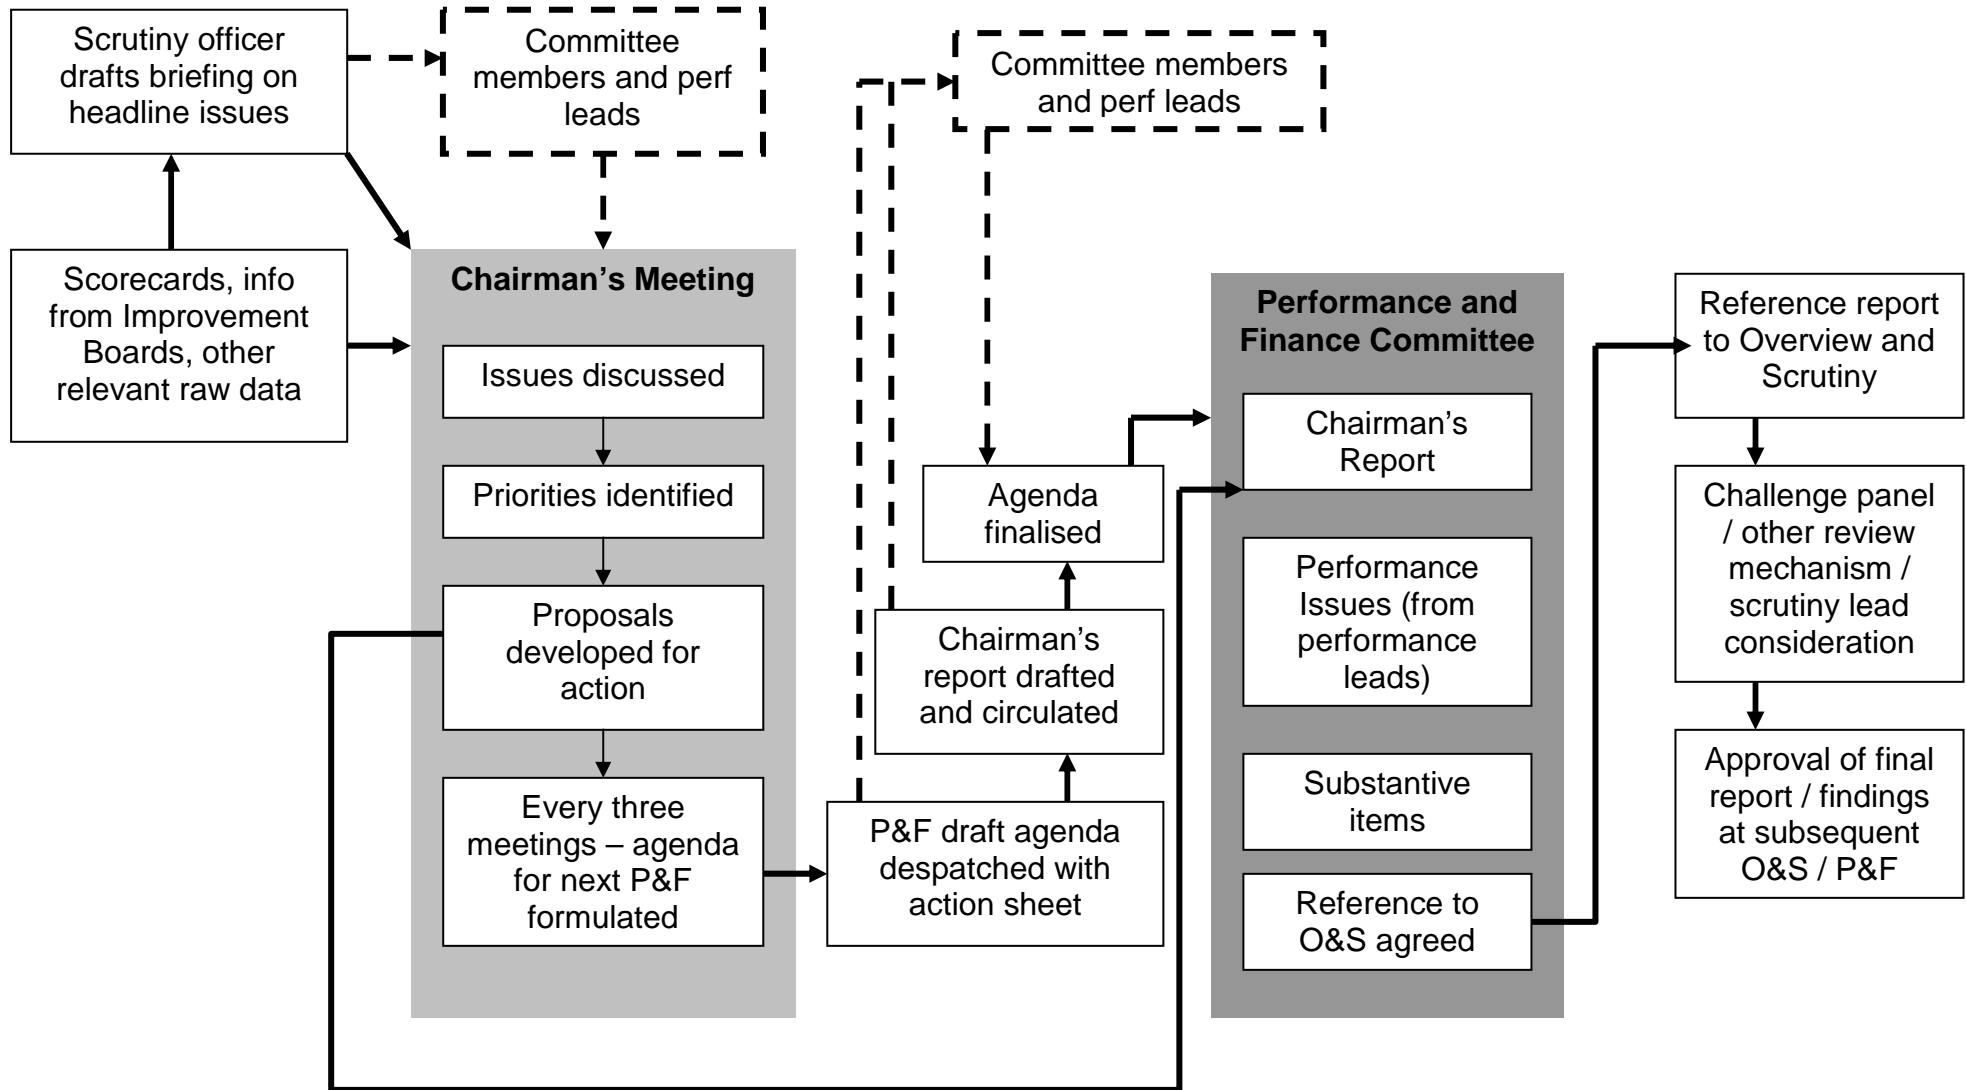 Scrutiny officer
drafts briefing on
headline issues
Committee
members and perf
leads
Committee members
and perf leads
Scorecards, info
from Improvement
Boards, other
relevant raw data
Chairman’s Meeting
Issues discussed
Priorities identified
Proposals
developed for
action
Every three
meetings – agenda
for next P&F
formulated
P&F draft agenda
despatched with
action sheet
Chairman’s
report drafted
and circulated
Agenda
finalised
Performance and
Finance Committee
Chairman’s
Report
Performance
Issues (from
performance
leads)
Substantive
items
Reference to
O&S agreed
Reference report
to Overview and
Scrutiny
Challenge panel
/ other review
mechanism /
scrutiny lead
consideration
Approval of final
report / findings
at subsequent
O&S / P&F